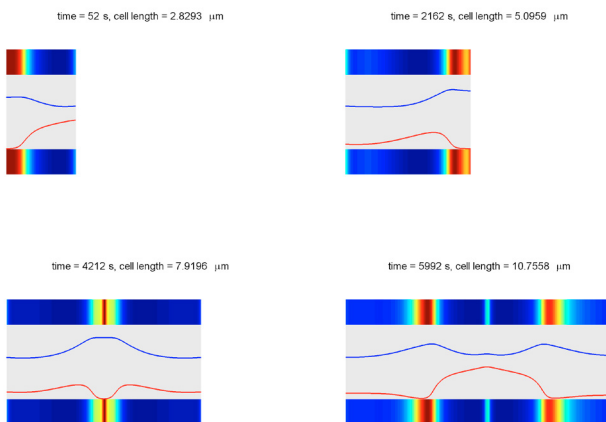 time = 52 s, cell length = 2.8293 μm
time = 2162 s, cell length = 5.0959 μm
time = 4212 s, cell length = 7.9196 μm
time = 5992 s, cell length = 10.7558 μm